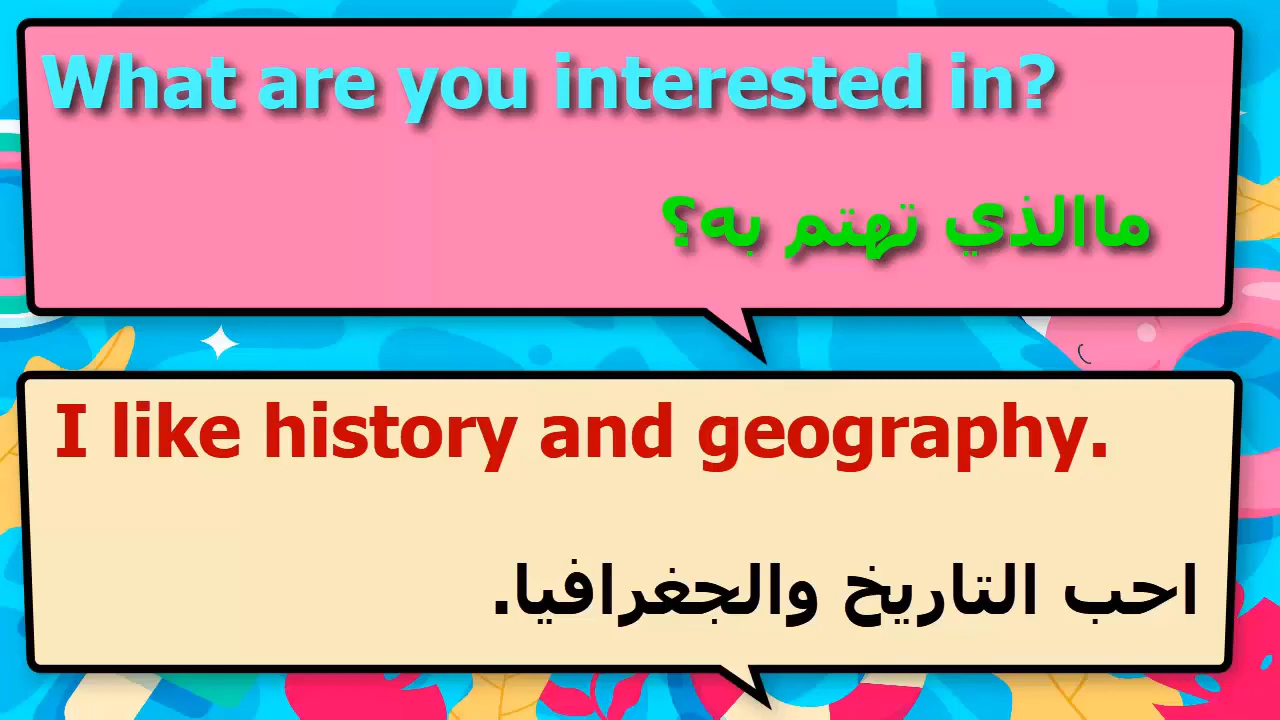 What are you interested in?
ماالذي تهتم به؟
I like history and geography.
احب التاريخ والجغرافيا.